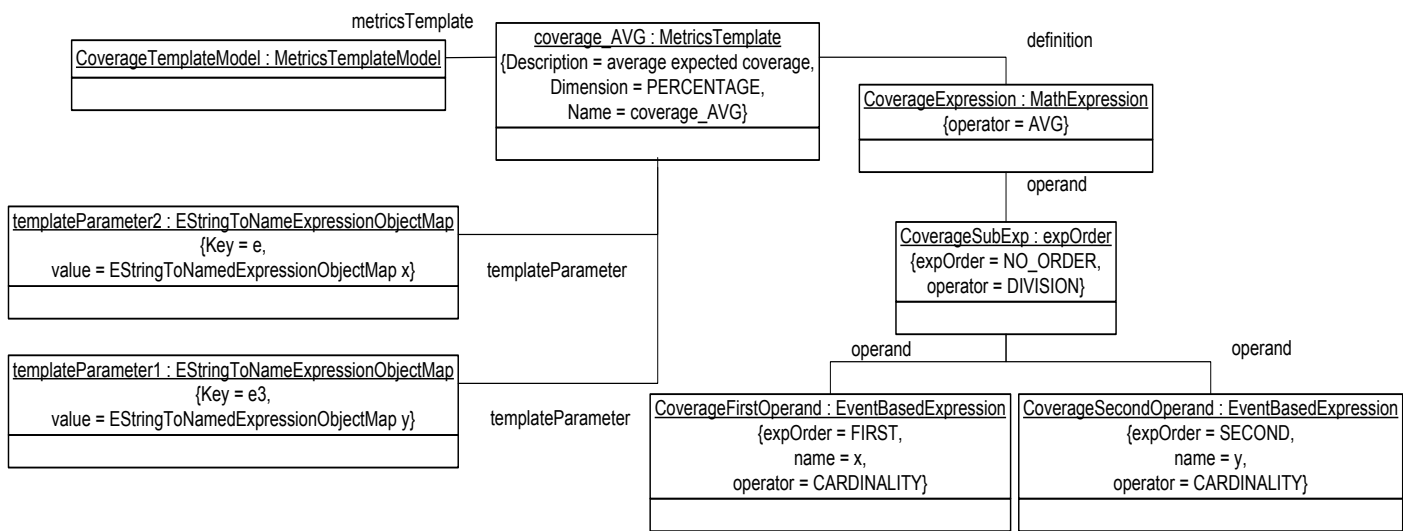 metricsTemplate
CoverageTemplateModel : MetricsTemplateModel
coverage_AVG : MetricsTemplate
{Description = average expected coverage,
Dimension = PERCENTAGE,
Name = coverage_AVG}
definition
CoverageExpression : MathExpression
{operator = AVG}
operand
templateParameter2 : EStringToNameExpressionObjectMap
{Key = e,
value = EStringToNamedExpressionObjectMap x}
templateParameter
CoverageSubExp : expOrder
{expOrder = NO_ORDER,
operator = DIVISION}
templateParameter1 : EStringToNameExpressionObjectMap
{Key = e3,
value = EStringToNamedExpressionObjectMap y}
templateParameter
operand
operand
CoverageFirstOperand : EventBasedExpression
{expOrder = FIRST,
name = x,
operator = CARDINALITY}
CoverageSecondOperand : EventBasedExpression
{expOrder = SECOND,
name = y,
operator = CARDINALITY}